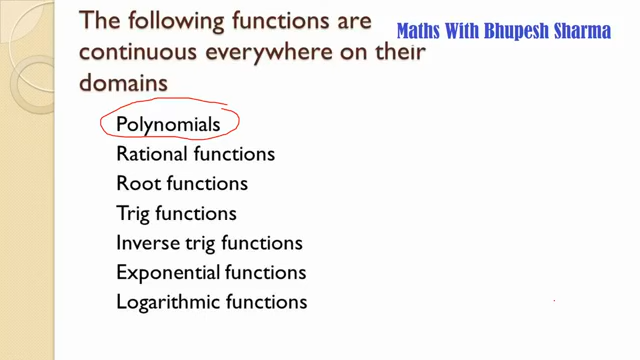 The following functions are
Maths With Bhupesh Sharma
continuous everywhere on their
domains
Polynomials
Rational functions
Root functions
Trig functions
Inverse trig functions
Exponential functions
Logarithmic functions